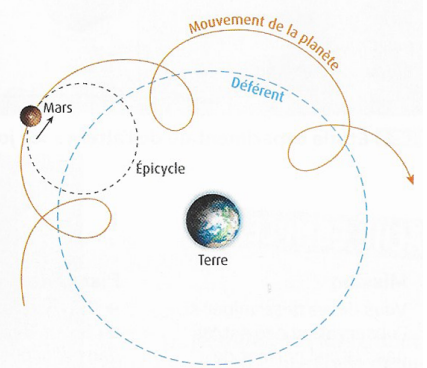 Mouvement de la planète
Déférent
Mars
Épicycle
Terre